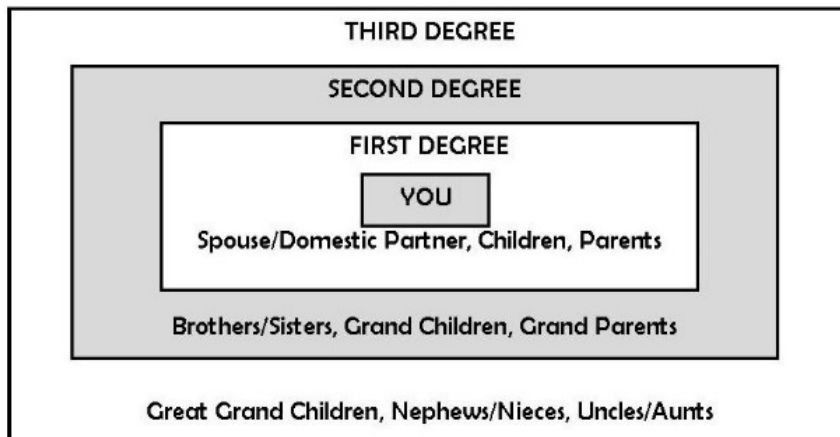 THIRD DEGREE
SECOND DEGREE
FIRST DEGREE
YOU
Spouse/Domestic Partner, Children, Parents
Brothers/Sisters, Grand Children, Grand Parents
Great Grand Children, Nephews/Nieces, Uncles/Aunts